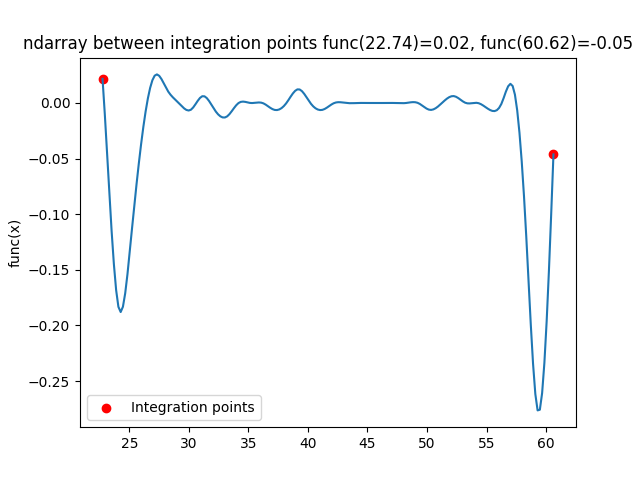 ndarray between integration points func(22.74)=0.02, func(60.62)=-0.05
0.00
−0.05
−0.10
−0.15
−0.20
−0.25
func(x)
Integration points
25 30 35 40 45 50 55 60